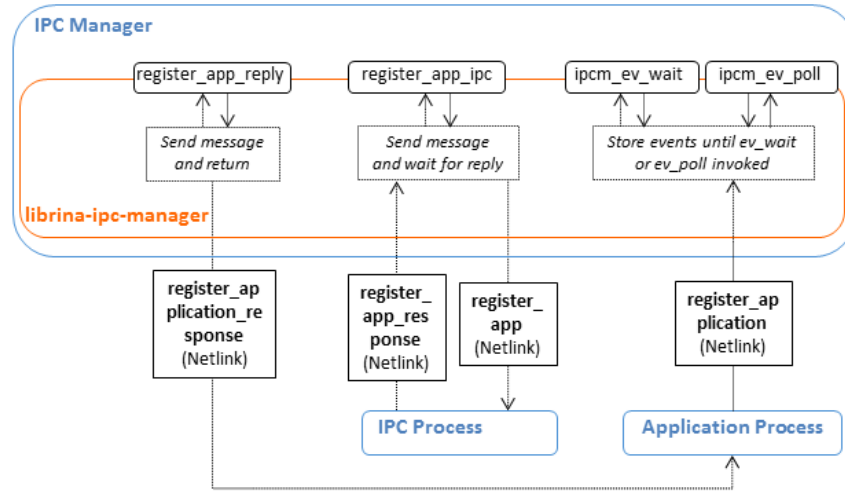 IPC Manager
register_app_reply
register_app_ipc
ipcm_ev_wait
ipcm_ev_poll
Send message
and return
Send message
and wait for reply
Store events until ev_wait
or ev_poll invoked
librina-ipc-manager
register_ap
plication_re
sponse
(Netlink)
register_
app_res
ponse
(Netlink)
register_
app
(Netlink)
register_ap
plication
(Netlink)
IPC Process
Application Process